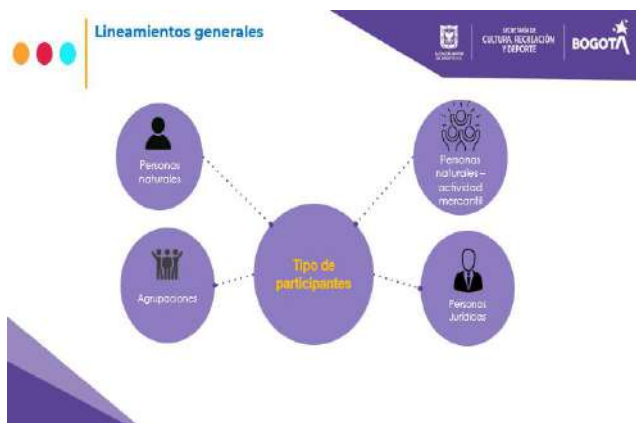 Lineamientos generales
SECRETARÍA DE
CULTURA, RECREACIÓN
Y DEPORTE
BOGOTÁ
Personas
naturales
Personas
naturales –
actividad
mercantil
Tipo de
participantes
Agrupaciones
Personas
Jurídicas